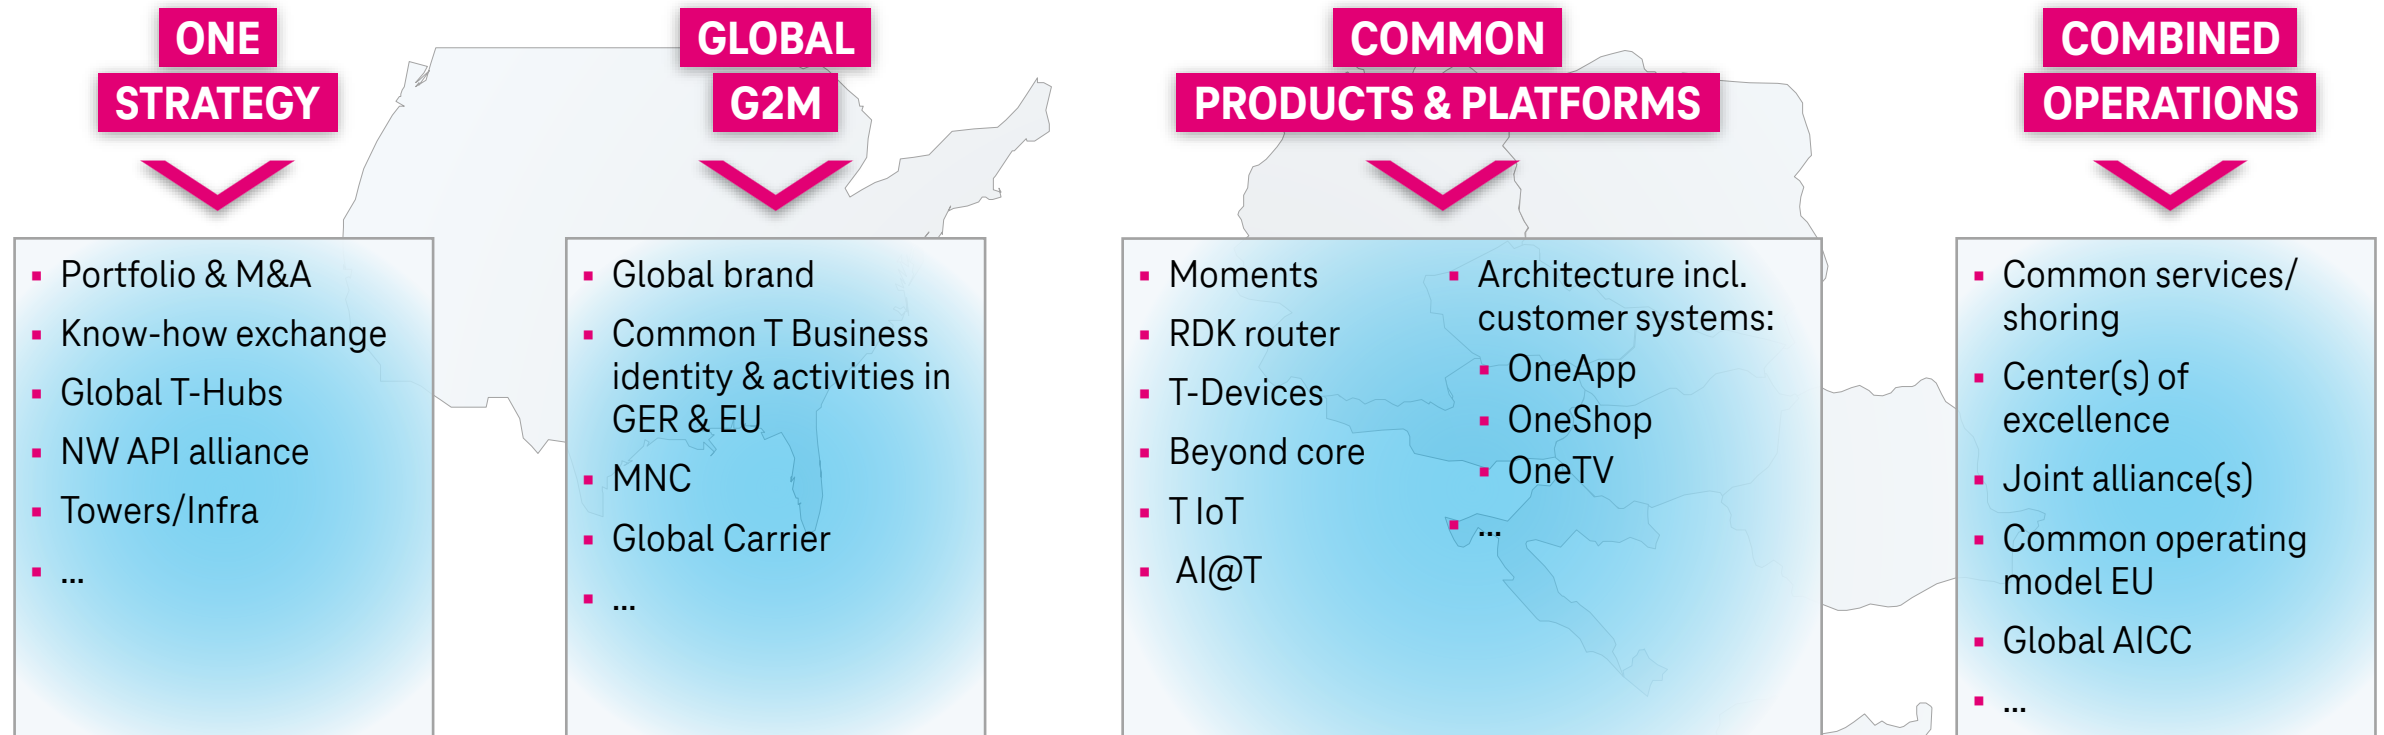 ONE
STRATEGY
▪ Portfolio & M&A
▪ Know-how exchange
▪ Global T-Hubs
▪ NW API alliance
▪ Towers/Infra
▪ ...
GLOBAL
G2M
▪ Global brand
▪ Common T Business
identity & activities in
GER & EU
▪ MNC
▪ Global Carrier
▪ ...
COMMON
PRODUCTS & PLATFORMS
▪ Moments
▪ RDK router
▪ T-Devices
▪ Beyond core
▪ T IoT
▪ AI@T
▪ Architecture incl.
customer systems:
▪ OneApp
▪ OneShop
▪ OneTV
▪ ...
COMBINED
OPERATIONS
▪ Common services/
shoring
▪ Center(s) of
excellence
▪ Joint alliance(s)
▪ Common operating
model EU
▪ Global AICC
▪ ...